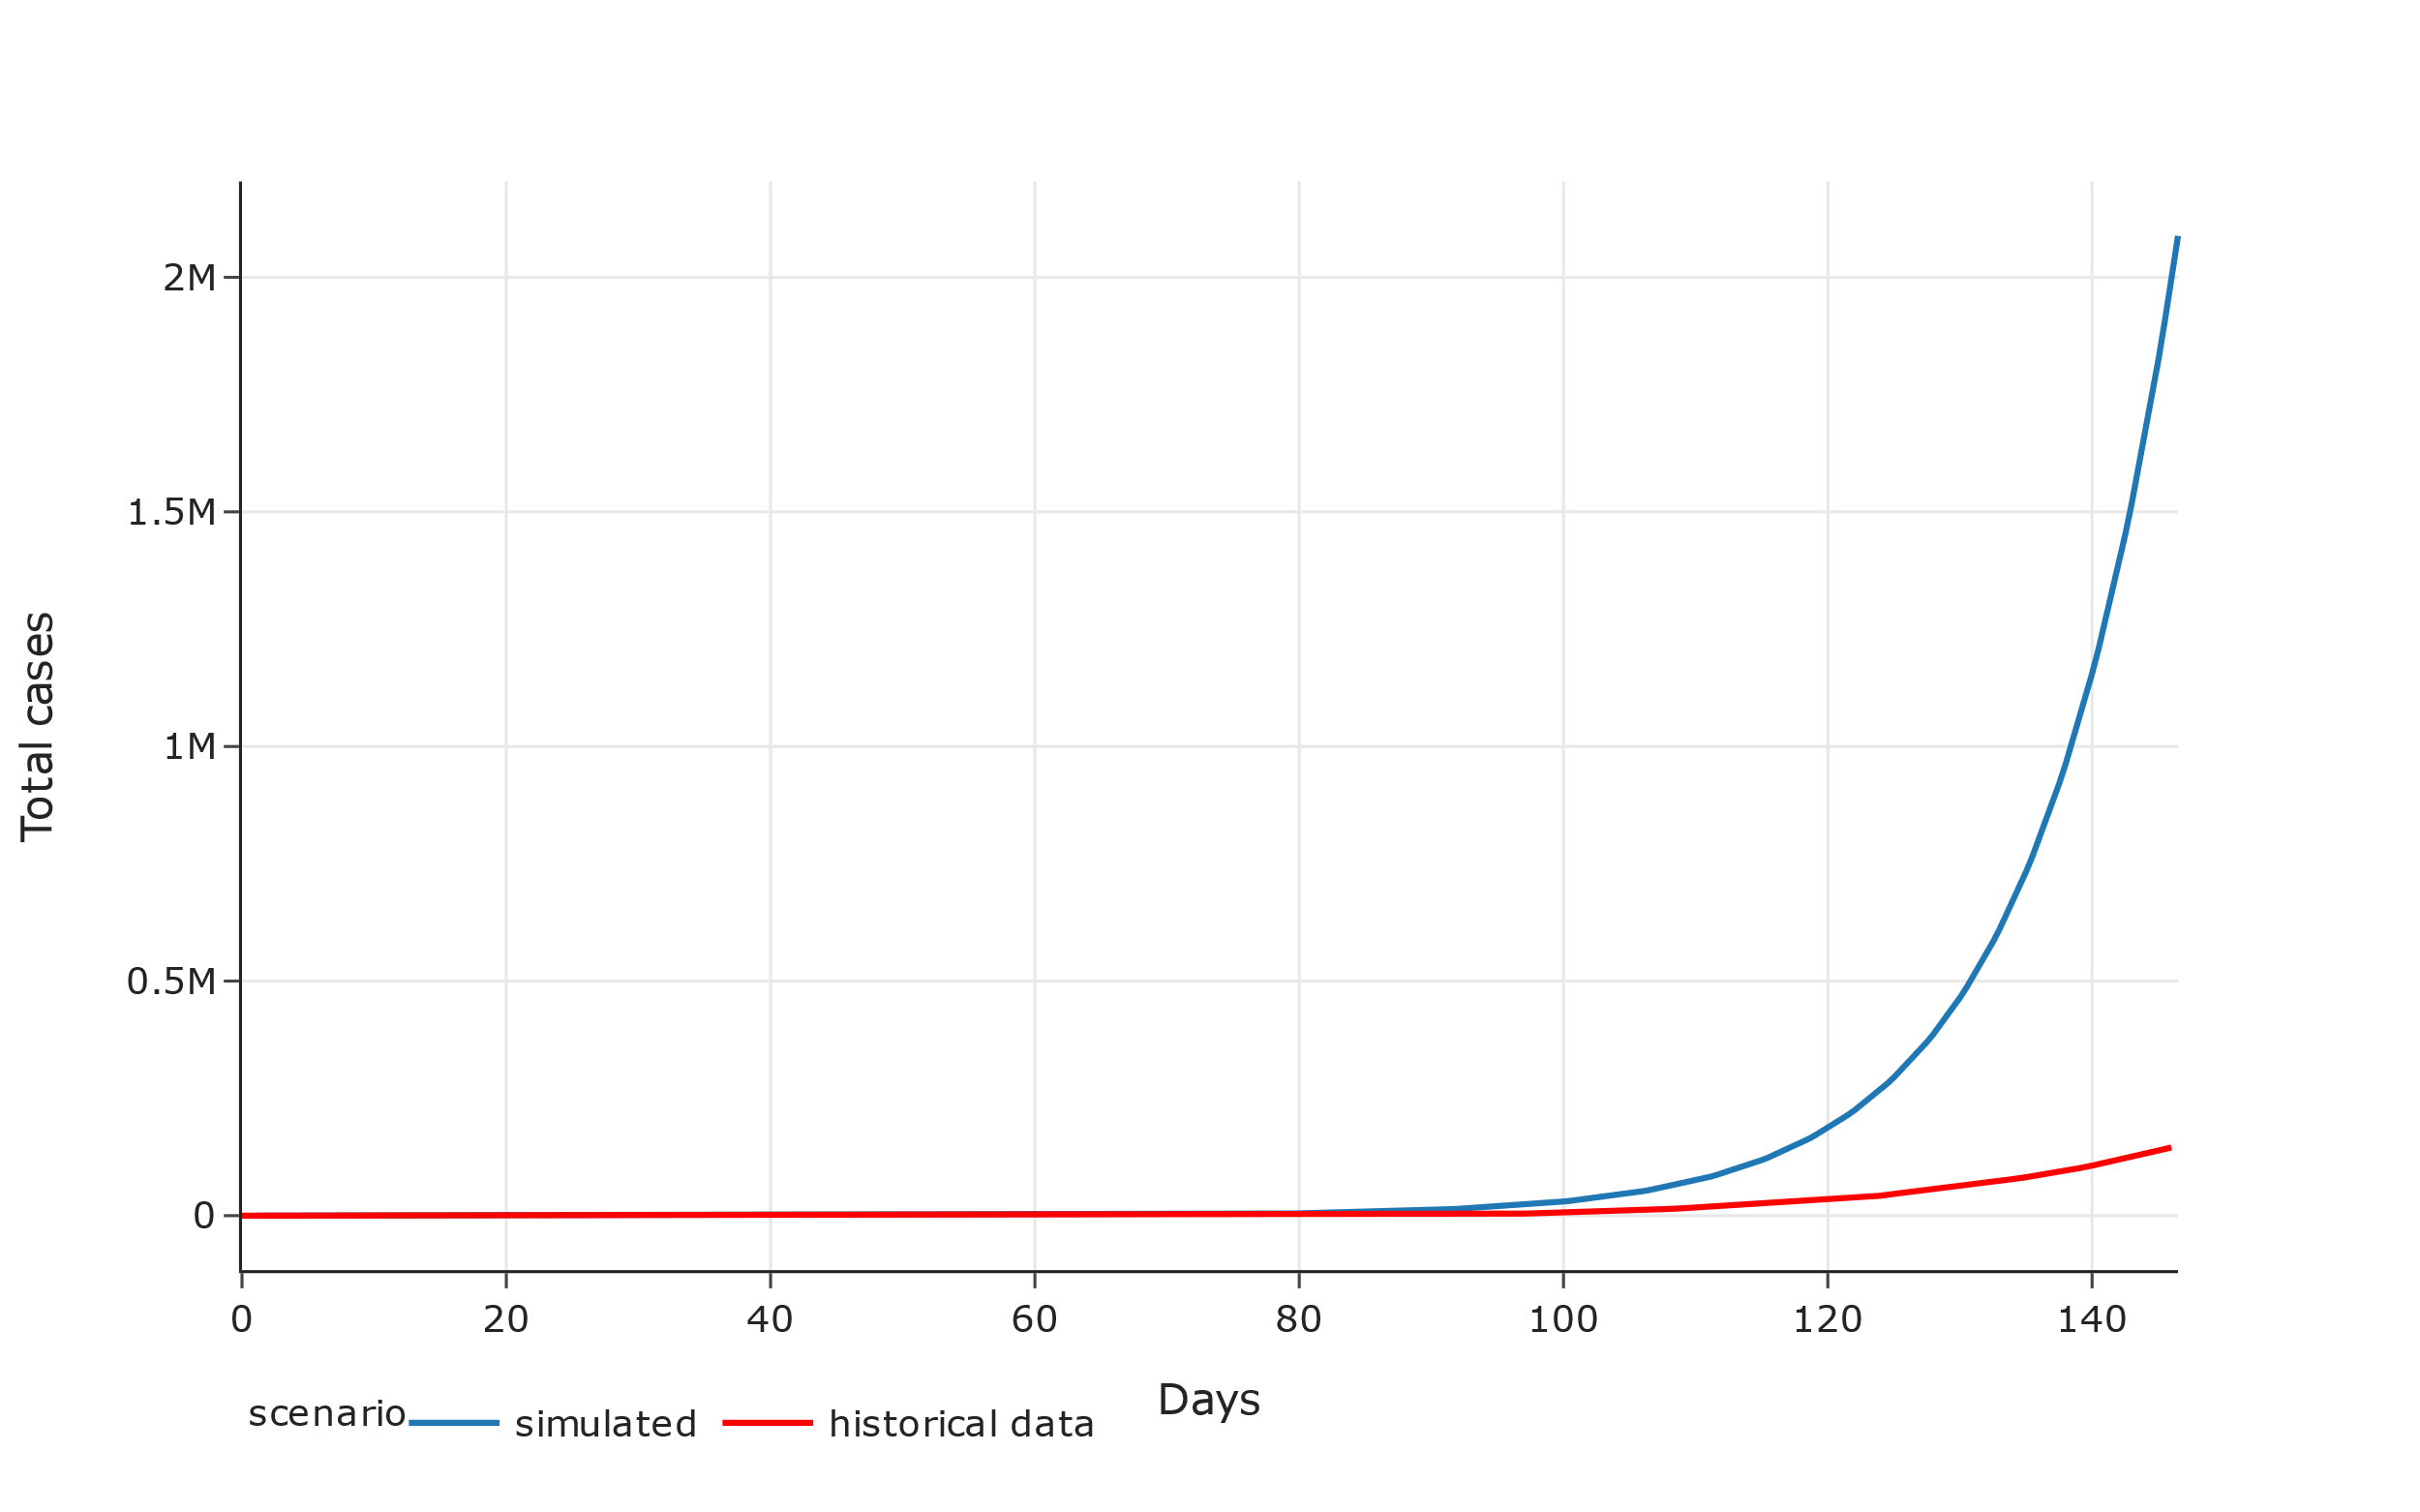 Total cases
2M
1.5M
1M
0.5M
0
0 20 40 60 80 100 120 140
Days
scenario simulated historical data